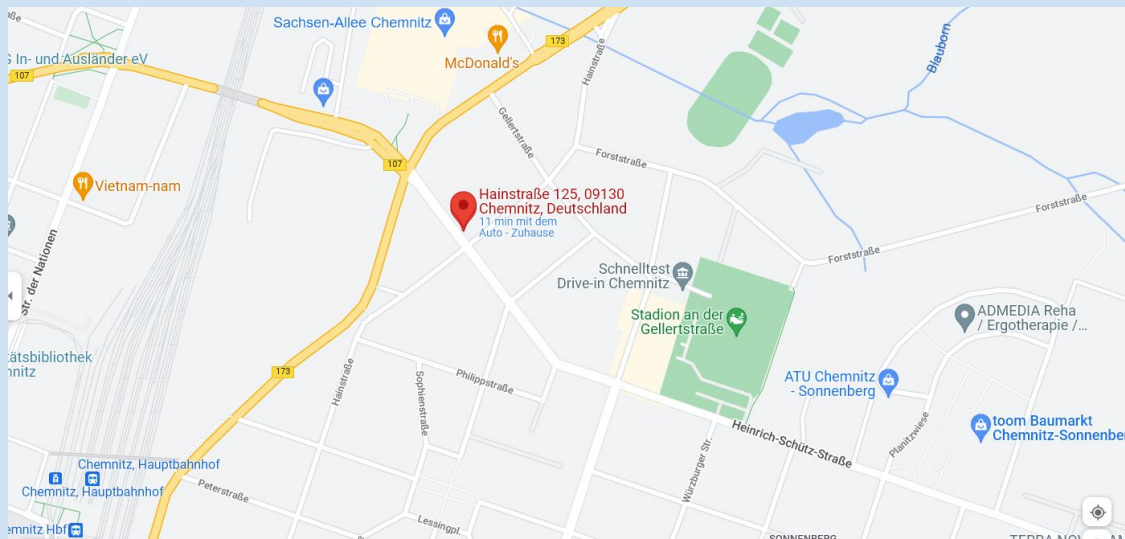 Sachsen-Allee Chemnitz
McDonald's
173
Hainstraße
Blauborn
G In- und Ausländer eV
107
Gellertstraße
107
Forststraße
Vietnam-nam
Hainstraße 125, 09130
Chemnitz, Deutschland
11 min mit dem
Auto - Zuhause
Forststraße
Forststraße
Str. der Nationen
Schnelltest
Drive-in Chemnitz
Stadion an der
Gellertstraße
ADMEDIA Reha
/ Ergotherapie /...
tätsbibliothek
nnitz
173
Hainstraße
Sophienstraße
Philippstraße
ATU Chemnitz
- Sonnenberg
Planitzwiese
toom Baumarkt
Chemnitz-Sonnenbe
Heinrich-Schütz-Straße
Würzburger Str.
Chemnitz, Hauptbahnhof
Chemnitz, Hauptbahnhof
Peterstraße
Lessingpl.
emnitz Hbf
SONNENBERG